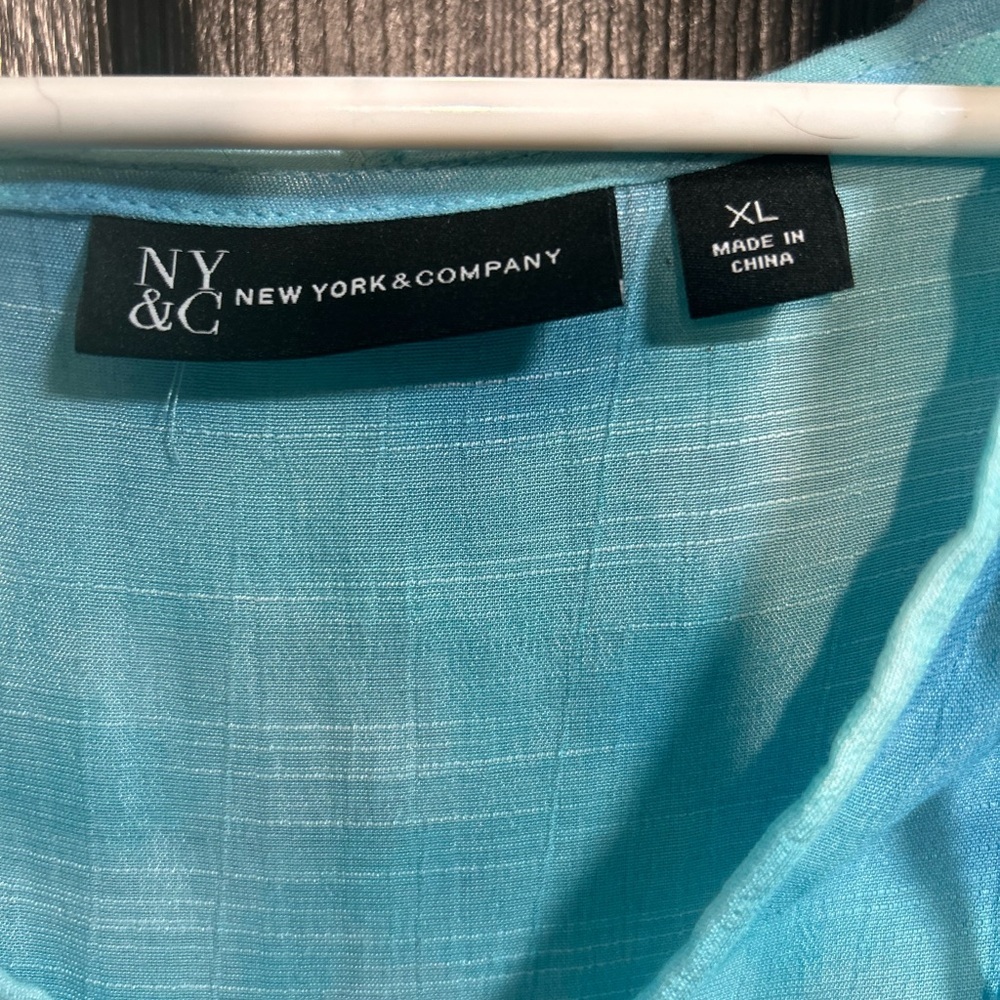 NY
&C NEW YORK & COMPANY
XL
MADE IN
CHINA